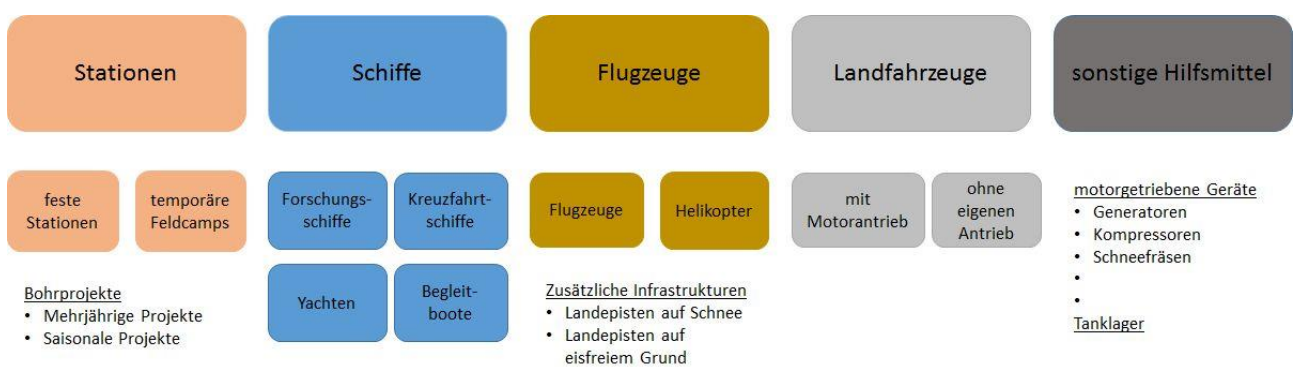 Stationen
Schiffe
Flugzeuge
Landfahrzeuge
sonstige Hilfsmittel
feste
Stationen
temporäre
Feldcamps
Forschungs-
schiffe
Kreuzfahrt-
schiffe
Flugzeuge
Helikopter
mit
Motorantrieb
ohne
eigenen
Antrieb
motorgetriebene Geräte
• Generatoren
• Kompressoren
• Schneefräsen
•
•
Tanklager
Bohrprojekte
• Mehrjährige Projekte
• Saisonale Projekte
Yachten
Begleit-
boote
Zusätzliche Infrastrukturen
• Landepisten auf Schnee
• Landepisten auf
eisfreiem Grund